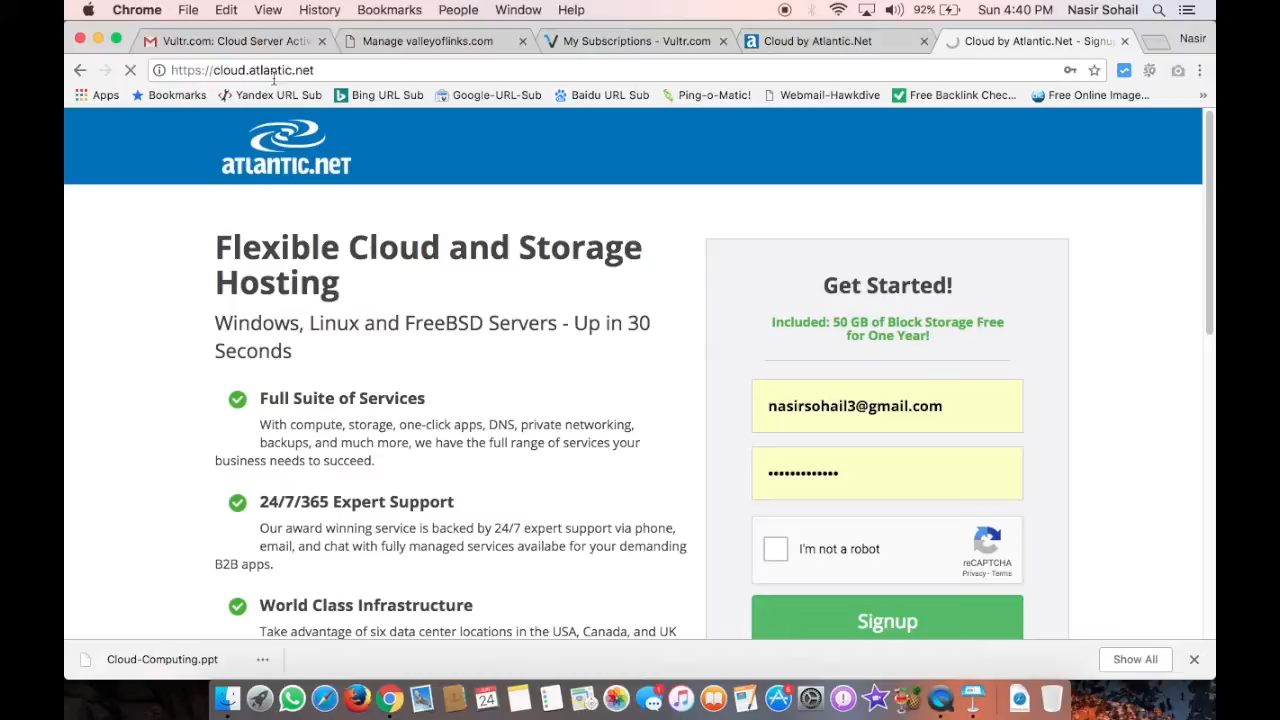 Chrome File Edit View History Bookmarks People Window Help 92% Sun 4:40 PM Nasir Sohail
Vultr.com: Cloud Server Activ Manage valleyoflinks.com My Subscriptions - Vultr.com Cloud by Atlantic.Net Cloud by Atlantic.Net - Signu Nasir
https://cloud.atlantic.net
Apps Bookmarks Yandex URL Sub Bing URL Sub Google-URL-Sub Baidu URL Sub Ping-o-Matic! Webmail-Hawkdive Free Backlink Chec... Free Online Image... »
ATLANTIC.NET
Flexible Cloud and Storage
Hosting
Windows, Linux and FreeBSD Servers - Up in 30
Seconds
Full Suite of Services
With compute, storage, one-click apps, DNS, private networking,
backups, and much more, we have the full range of services your
business needs to succeed.
24/7/365 Expert Support
Our award winning service is backed by 24/7 expert support via phone,
email, and chat with fully managed services availabe for your demanding
B2B apps.
World Class Infrastructure
Take advantage of six data center locations in the USA, Canada, and UK
Get Started!
Included: 50 GB of Block Storage Free
for One Year!
nasirsohail3@gmail.com
•••••••••••••
I'm not a robot
reCAPTCHA
Privacy - Terms
Signup
Cloud-Computing.ppt
Show All
24